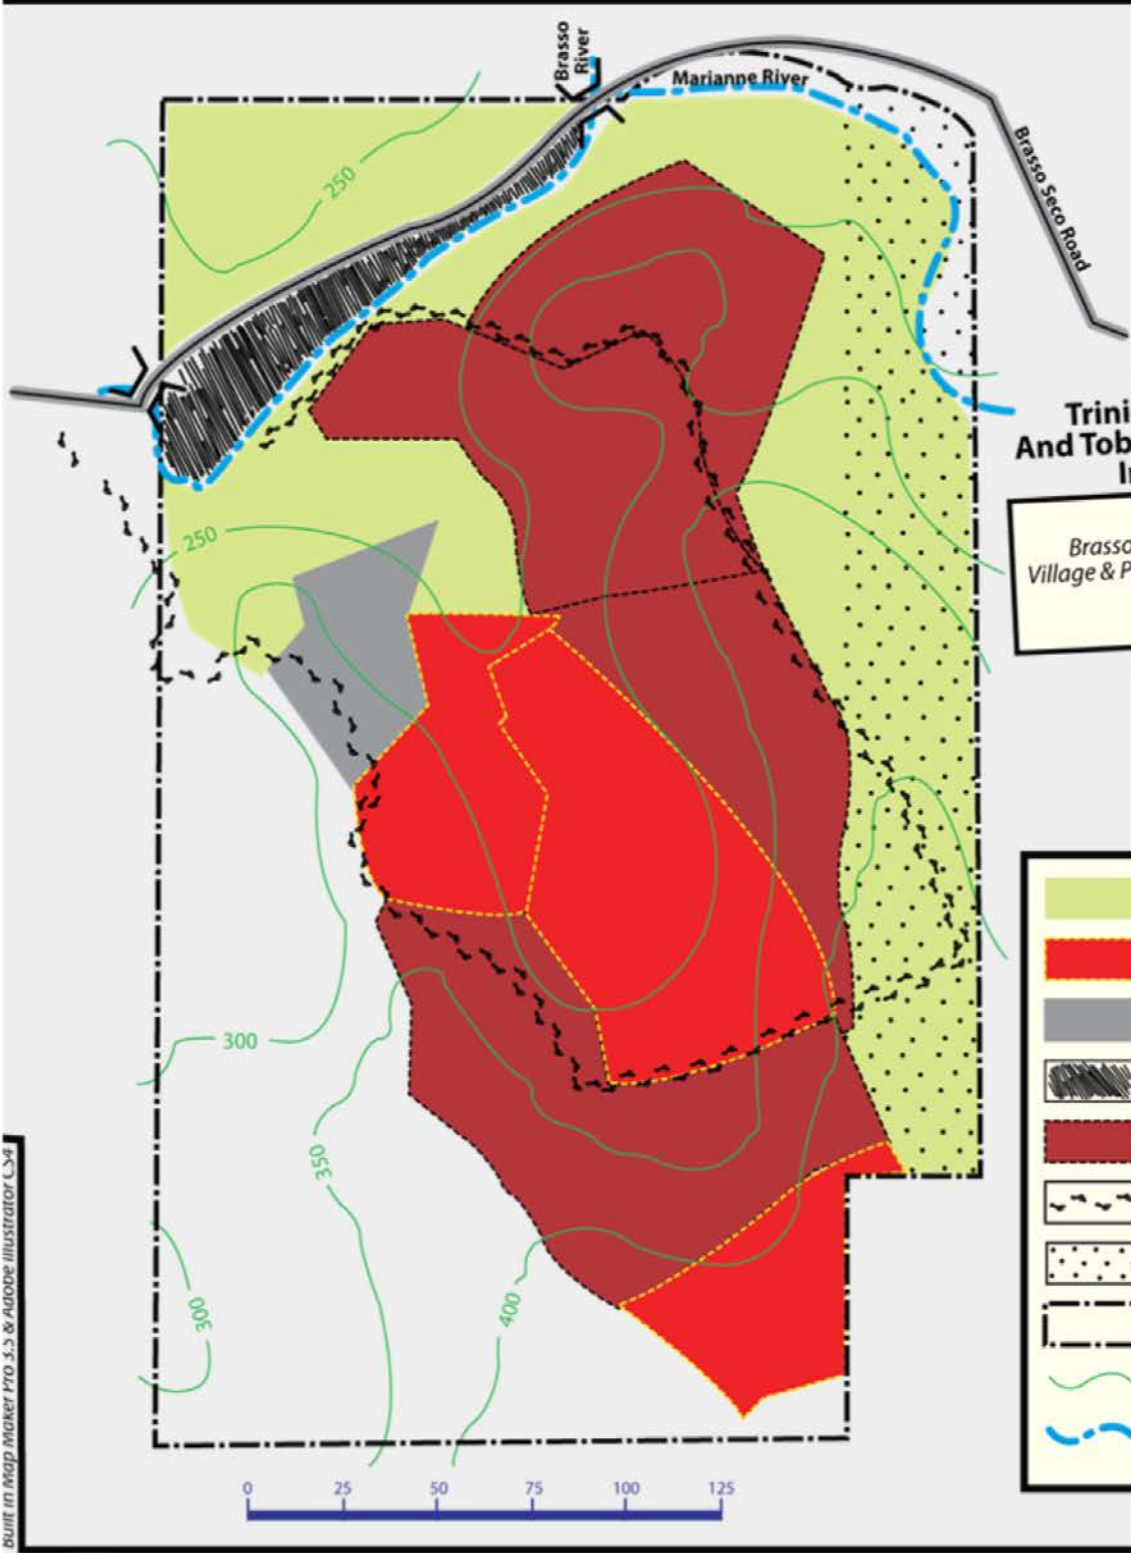 Brasso
River
Marianne River
Brasso Seco Road
250
Trini
And Tob
I
Brasso
Village & P
250
300
350
300
400
0 25 50 75 100 125
Built in Map Maker Pro 3.5 & Adobe Illustrator CS4